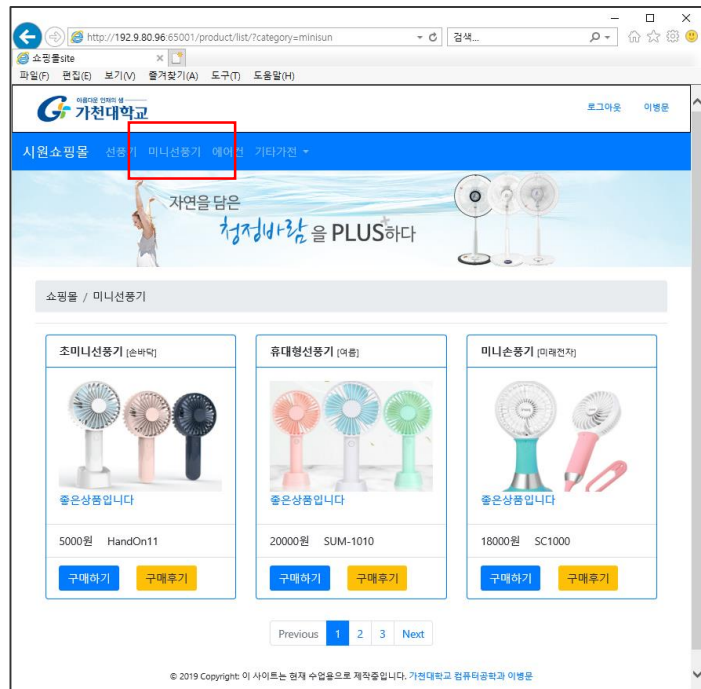 http://192.9.80.96:65001/product/list/?category=minisun
검색...
쇼핑몰site
파일(F) 편집(E) 보기(V) 즐겨찾기(A) 도구(T) 도움말(H)
아름다운 인재의 샘
가천대학교
로그아웃 이병문
시원쇼핑몰 선풍기 미니선풍기 에어컨 기타가전
자연을 담은
청정바람을 PLUS+하다
쇼핑몰 / 미니선풍기
초미니선풍기 [손바닥]
휴대형선풍기 [여름]
미니손풍기 [미래전자]
좋은상품입니다
좋은상품입니다
좋은상품입니다
5000원 HandOn11
20000원 SUM-1010
18000원 SC1000
구매하기 구매후기
구매하기 구매후기
구매하기 구매후기
Previous 1 2 3 Next
© 2019 Copyright: 이 사이트는 현재 수업용으로 제작중입니다. 가천대학교 컴퓨터공학과 이병문